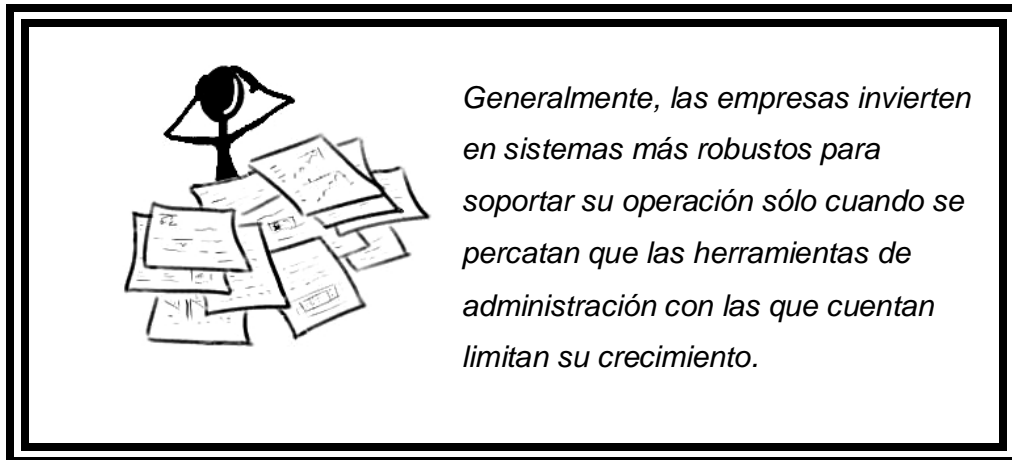 Generalmente, las empresas invierten
en sistemas más robustos para
soportar su operación sólo cuando se
percatan que las herramientas de
administración con las que cuentan
limitan su crecimiento.